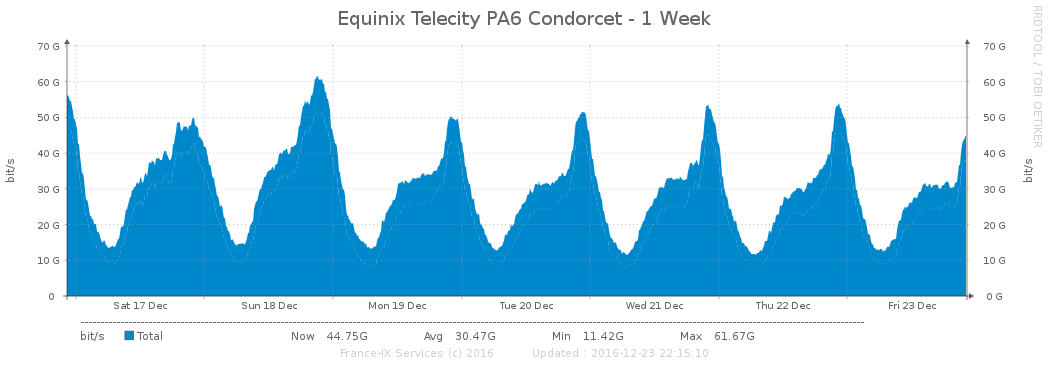 Equinix Telecity PA6 Condorcet - 1 Week
RRDTOOL / TOBI OETIKER
70 G 70 G
60 G 60 G
50 G 50 G
40 G 40 G
30 G 30 G
20 G 20 G
10 G 10 G
0 0 G
bit/s
bit/s
Sat 17 Dec Sun 18 Dec Mon 19 Dec Tue 20 Dec Wed 21 Dec Thu 22 Dec Fri 23 Dec
bit/s Total Now 44.75G Avg 30.47G Min 11.42G Max 61.67G
France-IX Services (c) 2016 Updated : 2016-12-23 22:15:10